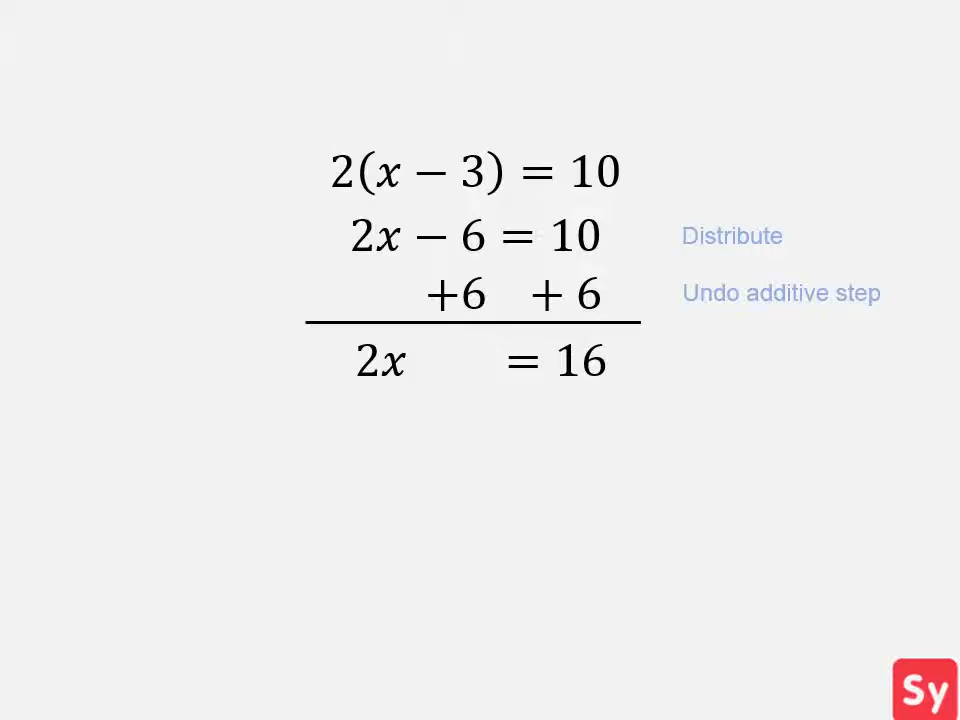 2(x − 3) = 10
2x − 6 = 10 Distribute
+6 + 6 Undo additive step
2x = 16
Sy